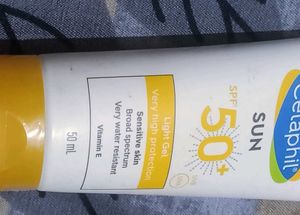 Cetaphil
SUN
SPF
50+
Light Gel
Very high protection
Sensitive skin
Broad spectrum
Very water resistant
Vitamin E
50 mL